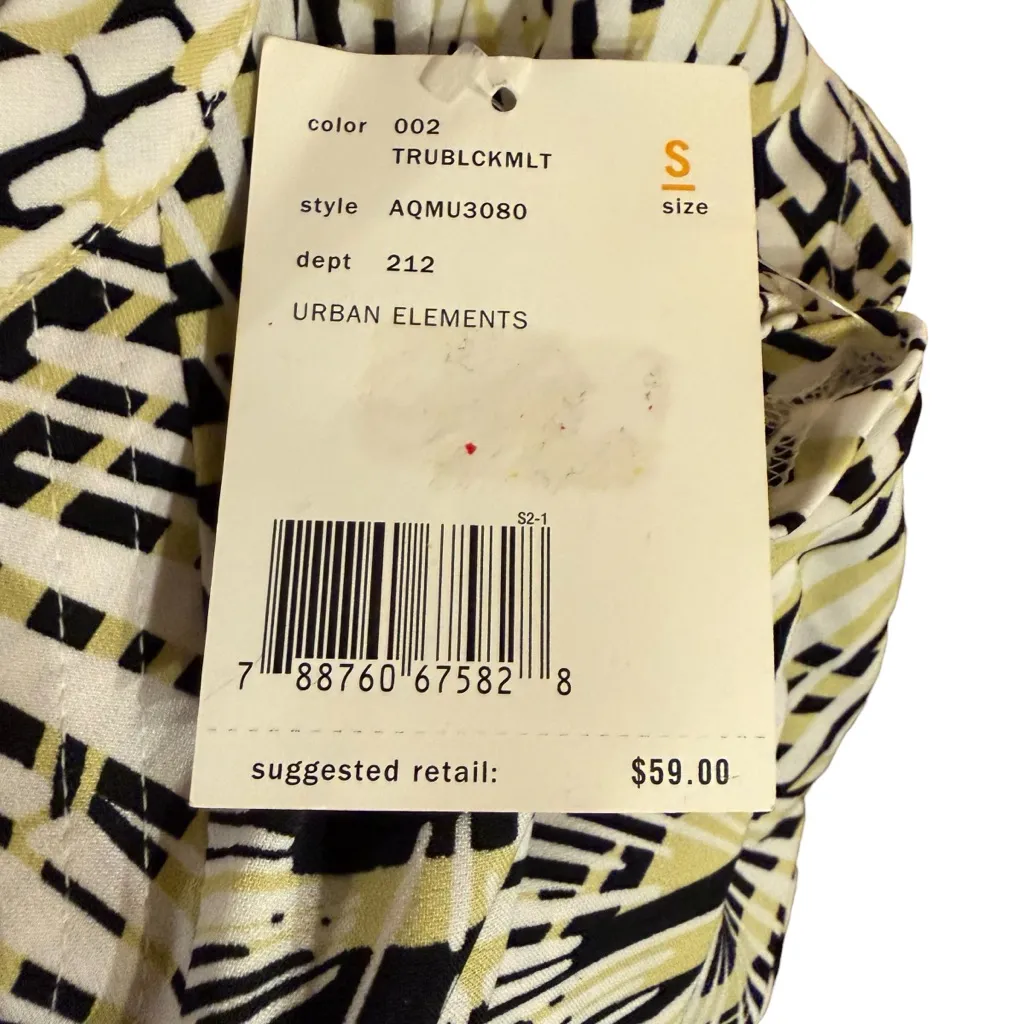 color 002
TRUBLCKMLT
S
size
style AQMU3080
dept 212
URBAN ELEMENTS
S2-1
7 88760 67582 8
suggested retail: $59.00